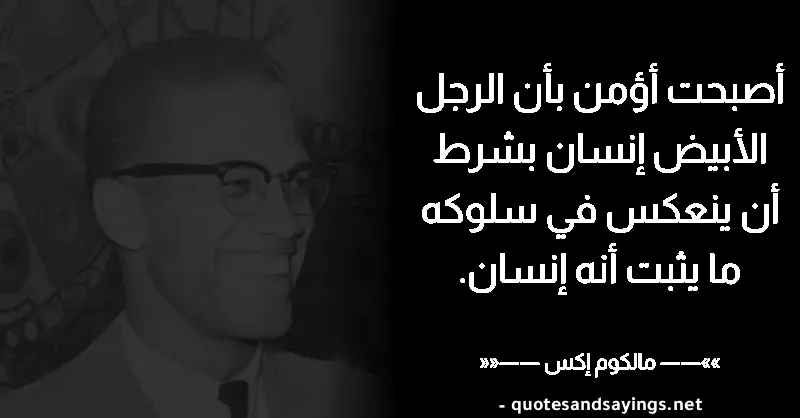 أصبحت أؤمن بأن الرجل
الأبيض إنسان بشرط
أن ينعكس في سلوكه
ما يثبت أنه إنسان.
»—–— مالكوم إكس —–—««
- quotesandsayings.net